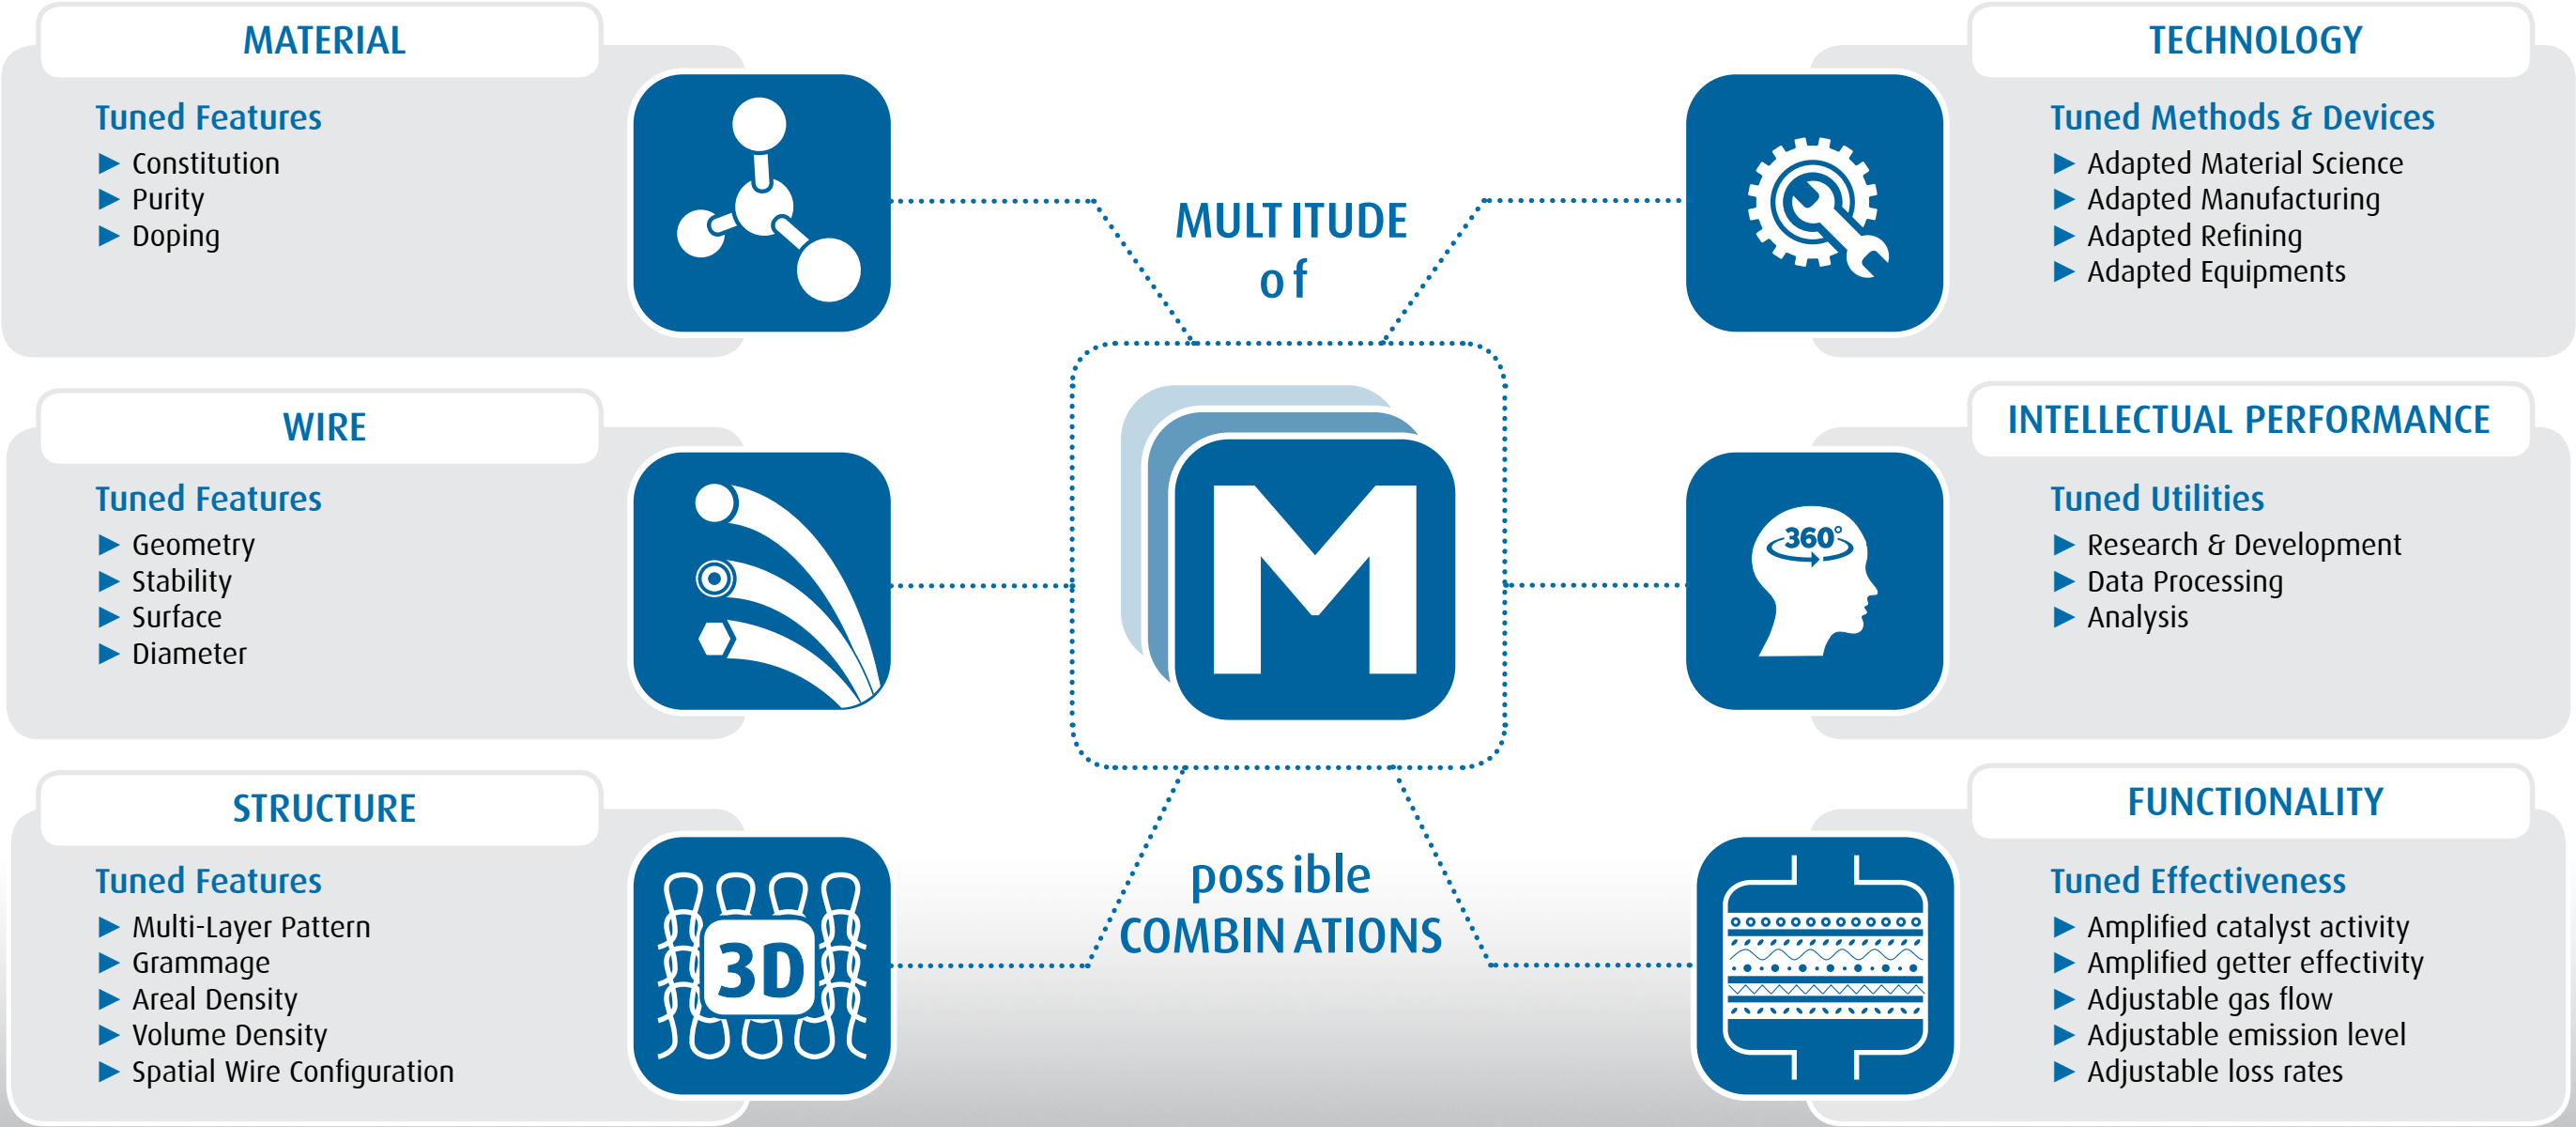 MATERIAL
Tuned Features
► Constitution
► Purity
► Doping
WIRE
Tuned Features
► Geometry
► Stability
► Surface
► Diameter
STRUCTURE
Tuned Features
► Multi-Layer Pattern
► Grammage
► Areal Density
► Volume Density
► Spatial Wire Configuration
3D
MULTITUDE
of
M
possible
COMBINATIONS
TECHNOLOGY
Tuned Methods & Devices
► Adapted Material Science
► Adapted Manufacturing
► Adapted Refining
► Adapted Equipments
INTELLECTUAL PERFORMANCE
360°
Tuned Utilities
► Research & Development
► Data Processing
► Analysis
FUNCTIONALITY
Tuned Effectiveness
► Amplified catalyst activity
► Amplified getter effectivity
► Adjustable gas flow
► Adjustable emission level
► Adjustable loss rates